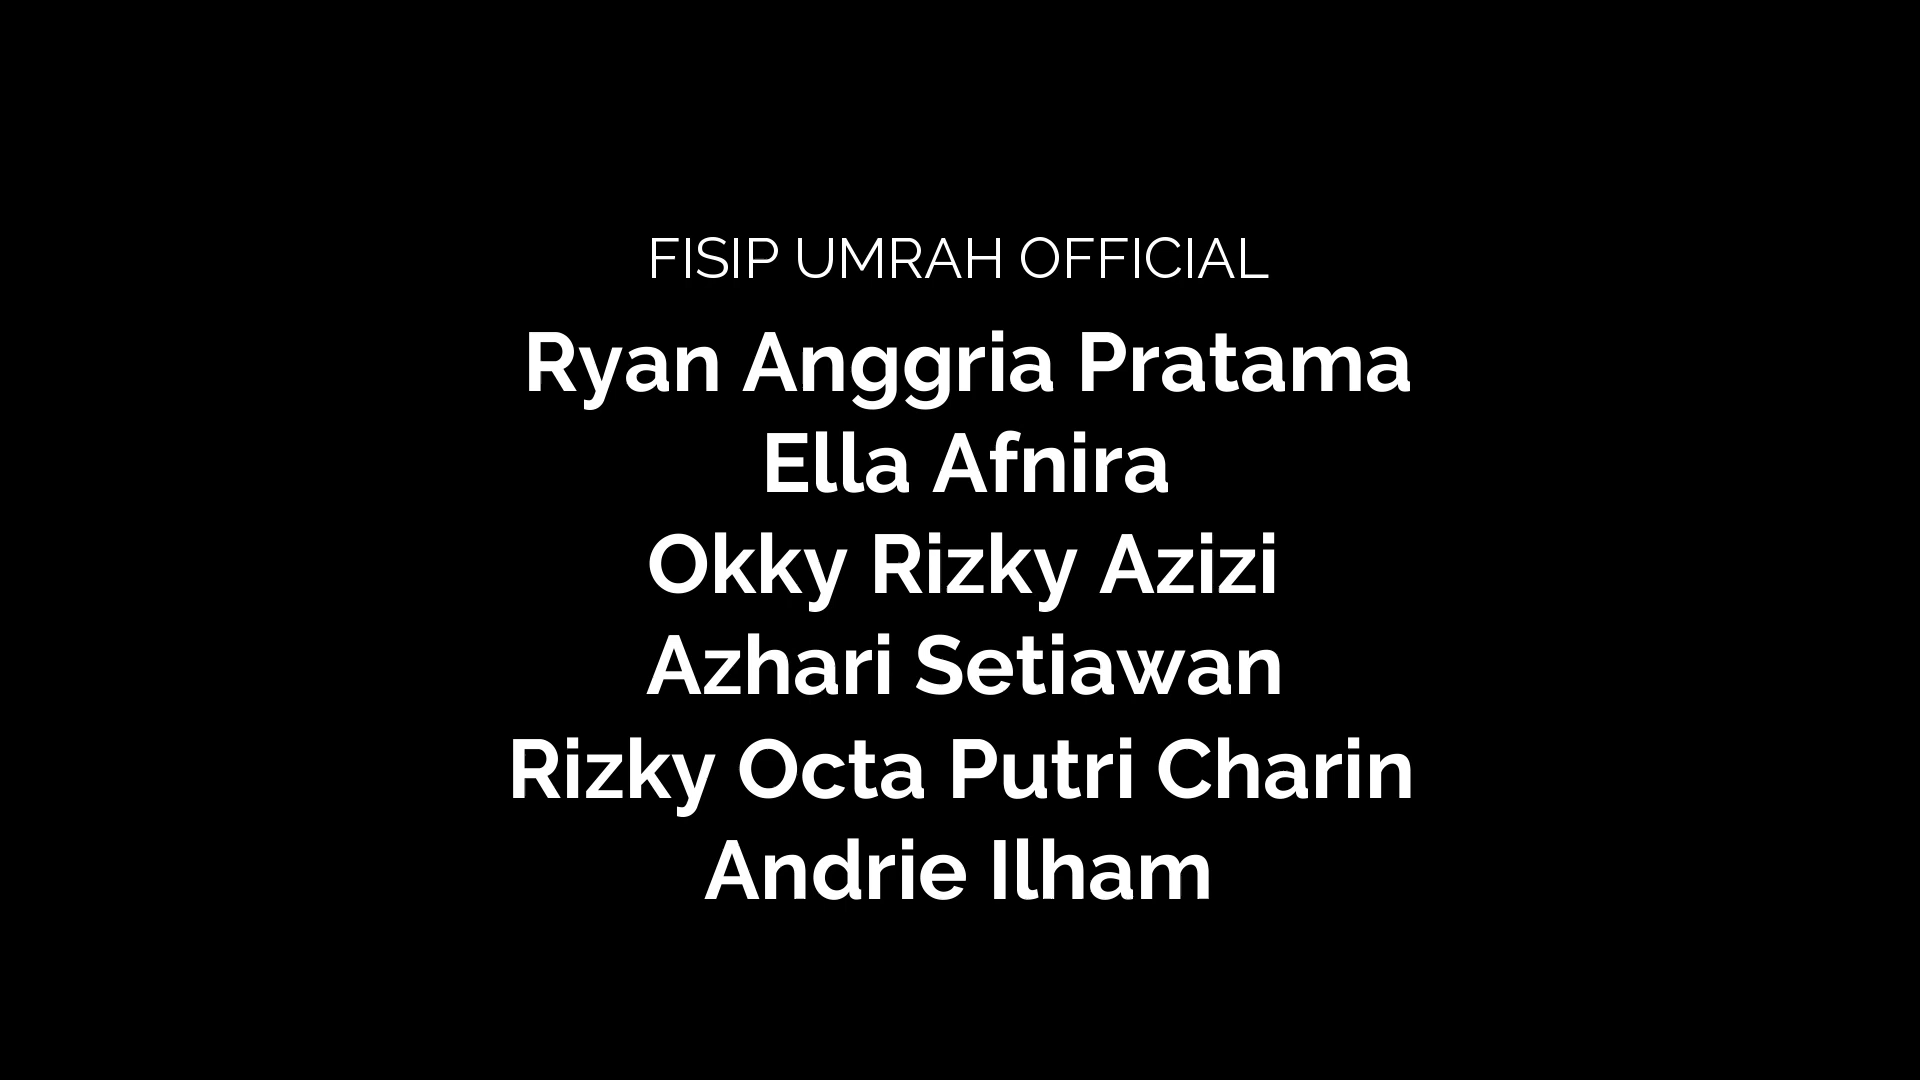 FISIP UMRAH OFFICIAL
Ryan Anggria Pratama
Ella Afnira
Okky Rizky Azizi
Azhari Setiawan
Rizky Octa Putri Charin
Andrie Ilham